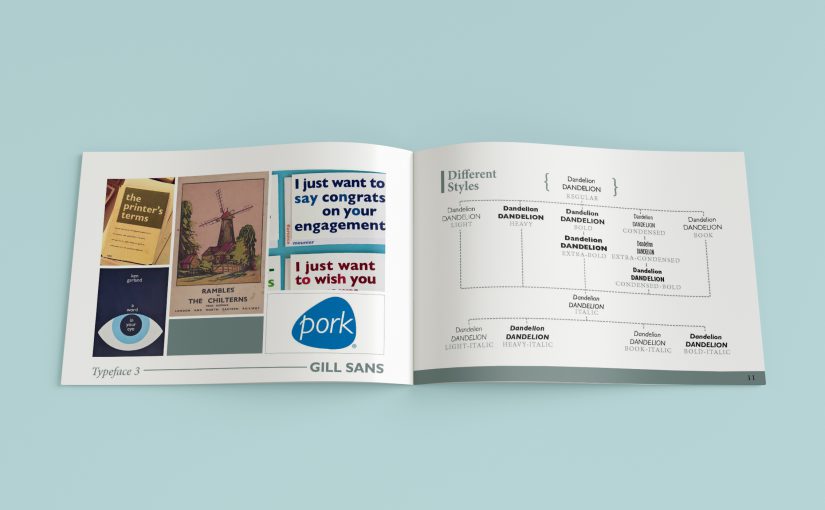 the
printer's
terms
ken
garland
a
word
in
your
eye
RAMBLES
IN
THE CHILTERNS
LONDON AND NORTH EASTERN RAILWAY
I just want to
say congrats
on your
engagement
meunier
I just want
to wish you
pork
®
Typeface 3
GILL SANS
Different
Styles
{ Dandelion }
DANDELION
REGULAR
Dandelion
DANDELION
LIGHT
Dandelion
DANDELION
HEAVY
Dandelion
DANDELION
BOLD
Dandelion
DANDELION
CONDENSED
Dandelion
DANDELION
BOOK
Dandelion
DANDELION
EXTRA-BOLD
Dandelion
DANDELION
EXTRA-CONDENSED
Dandelion
DANDELION
CONDENSED-BOLD
Dandelion
DANDELION
ITALIC
Dandelion
DANDELION
LIGHT-ITALIC
Dandelion
DANDELION
HEAVY-ITALIC
Dandelion
DANDELION
BOOK-ITALIC
Dandelion
DANDELION
BOLD-ITALIC
11